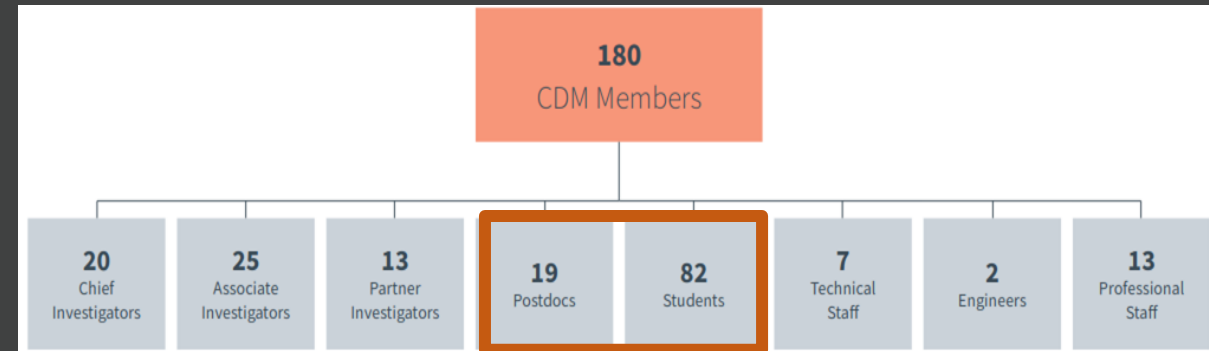 180
CDM Members
20
Chief
Investigators
25
Associate
Investigators
13
Partner
Investigators
19
Postdocs
82
Students
7
Technical
Staff
2
Engineers
13
Professional
Staff